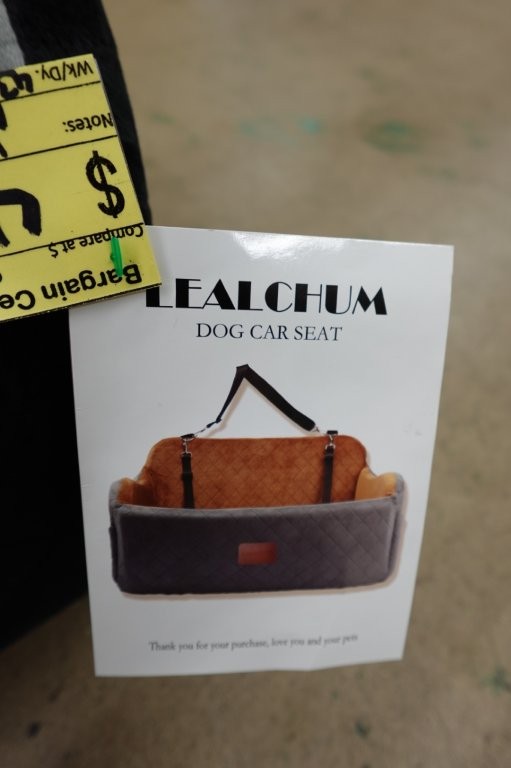 Wk/Dy.
Notes:
$
Compare at $
Bargain Ce
LEALCHUM
DOG CAR SEAT
Thank you for your purchase, love you and your pets